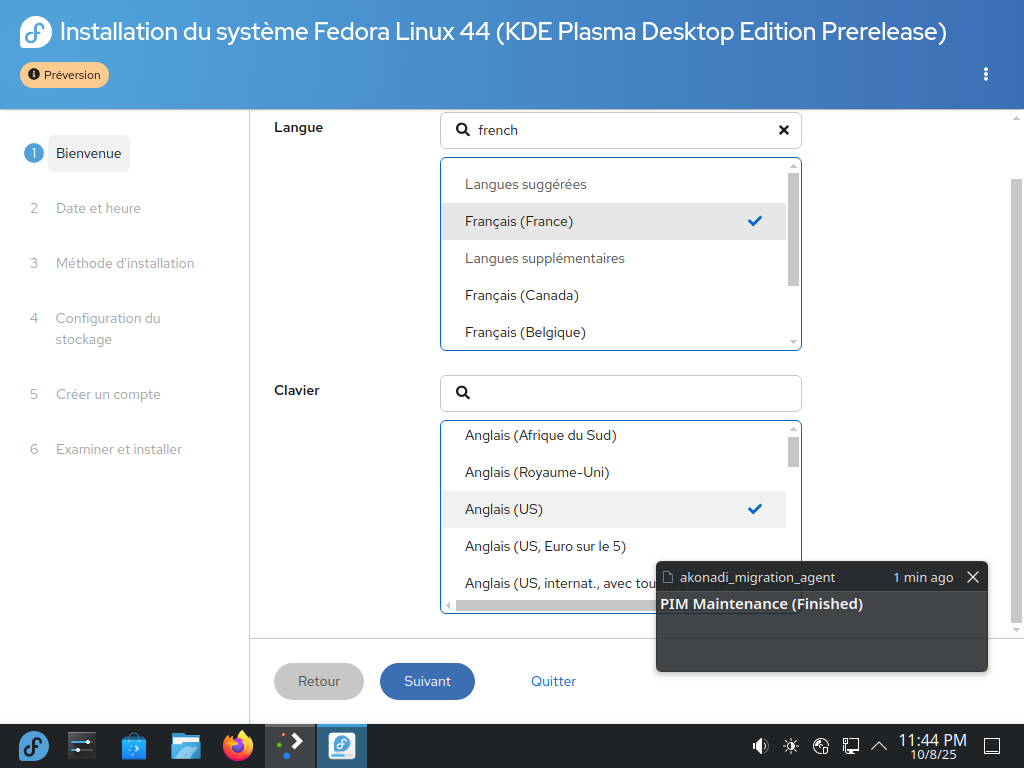 Installation du système Fedora Linux 44 (KDE Plasma Desktop Edition Prerelease)
Préversion
1 Bienvenue
2 Date et heure
3 Méthode d'installation
4 Configuration du
stockage
5 Créer un compte
6 Examiner et installer
Langue
french
Langues suggérées
Français (France)
Langues supplémentaires
Français (Canada)
Français (Belgique)
Clavier
Anglais (Afrique du Sud)
Anglais (Royaume-Uni)
Anglais (US)
Anglais (US, Euro sur le 5)
Anglais (US, internat., avec tou
akonadi_migration_agent 1 min ago
PIM Maintenance (Finished)
Retour
Suivant
Quitter
11:44 PM
10/8/25